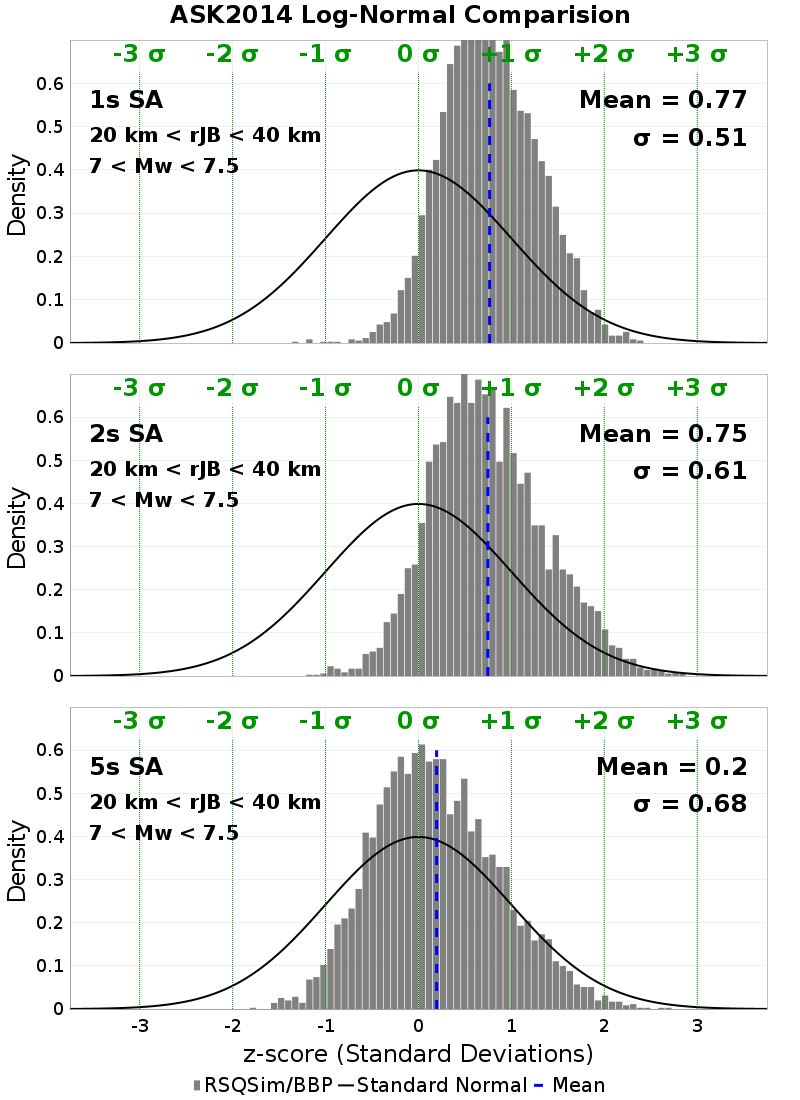 ASK2014 Log-Normal Comparision
-3 σ -2 σ -1 σ 0 σ +1 σ +2 σ +3 σ
1s SA
20 km < rJB < 40 km
7 < Mw < 7.5
Mean = 0.77
σ = 0.51
Density
0.6
0.5
0.4
0.3
0.2
0.1
0
-3 σ -2 σ -1 σ 0 σ +1 σ +2 σ +3 σ
2s SA
20 km < rJB < 40 km
7 < Mw < 7.5
Mean = 0.75
σ = 0.61
Density
0.6
0.5
0.4
0.3
0.2
0.1
0
-3 σ -2 σ -1 σ 0 σ +1 σ +2 σ +3 σ
5s SA
20 km < rJB < 40 km
7 < Mw < 7.5
Mean = 0.2
σ = 0.68
Density
0.6
0.5
0.4
0.3
0.2
0.1
0
-3 -2 -1 0 1 2 3
z-score (Standard Deviations)
RSQSim/BBP Standard Normal Mean